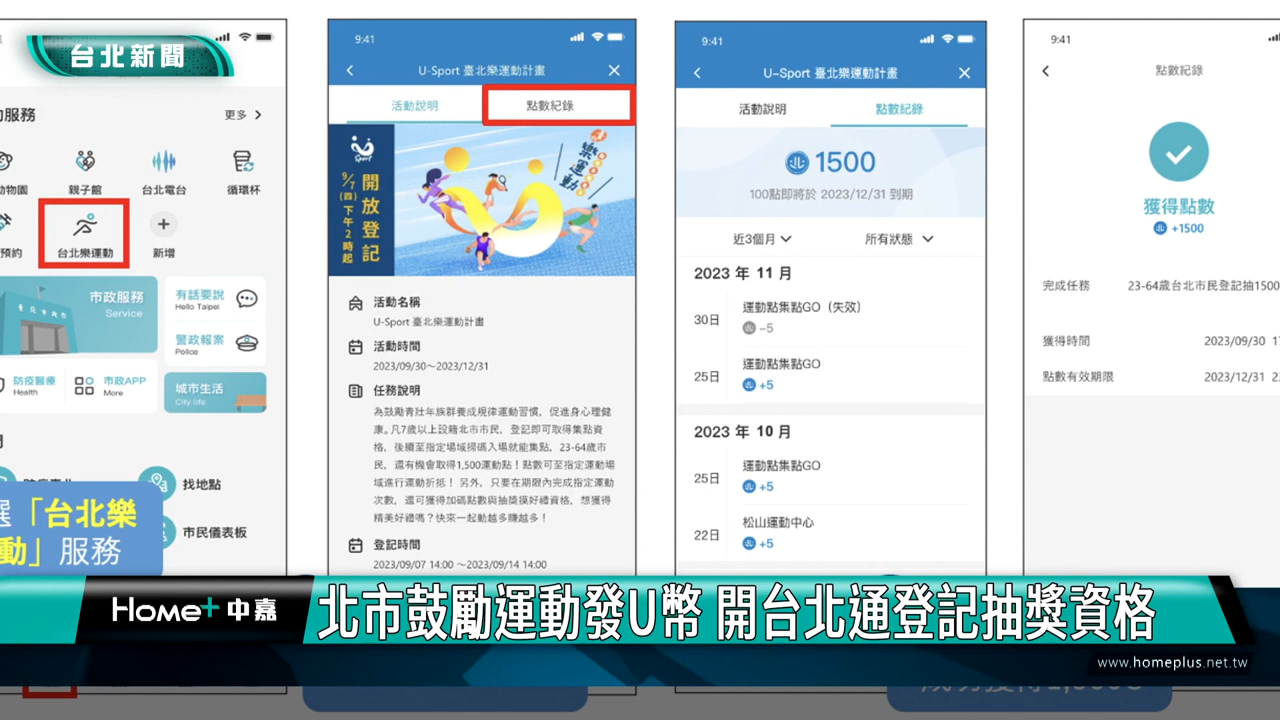 台北新聞
更多
親子館
台北電台
循環杯
台北樂運動
新增
市政服務
Service
有話要說
Hello Taipei
警政報案
Police
防疫醫療
Health
市政APP
More
城市生活
City life
找地點
市民儀表板
「台北樂
動」服務
9:41
U-Sport 臺北樂運動計畫
活動說明
點數紀錄
Sport
9/7(四)下午2時起
開放登記
樂運動
活動名稱
U-Sport 臺北樂運動計畫
活動時間
2023/09/30～2023/12/31
任務說明
為鼓勵青壯年族群養成規律運動習慣，促進身心理健
康。凡7歲以上設籍北市市民，登記即可取得集點資
格，後續至指定場域掃碼入場就能集點，23-64歲市
民，還有機會取得1,500運動點！點數可至指定運動場
域進行運動折抵！ 另外，只要在期限內完成指定運動
次數，還可獲得加碼點數與抽獎摸好禮資格，想獲得
精美好禮嗎？快來一起動越多賺越多！
登記時間
2023/09/07 14:00 ～2023/09/14 14:00
9:41
U-Sport 臺北樂運動計畫
活動說明
點數紀錄
1500
100點即將於 2023/12/31 到期
近3個月
所有狀態
2023 年 11 月
30日
運動點集點GO（失效）
-5
25日
運動點集點GO
+5
2023 年 10 月
25日
運動點集點GO
+5
22日
松山運動中心
+5
9:41
點數紀錄
獲得點數
+1500
完成任務
23-64歲台北市民登記抽1500
獲得時間
2023/09/30
點數有效期限
2023/12/31
Home+中嘉
北市鼓勵運動發U幣 開台北通登記抽獎資格
www.homeplus.net.tw